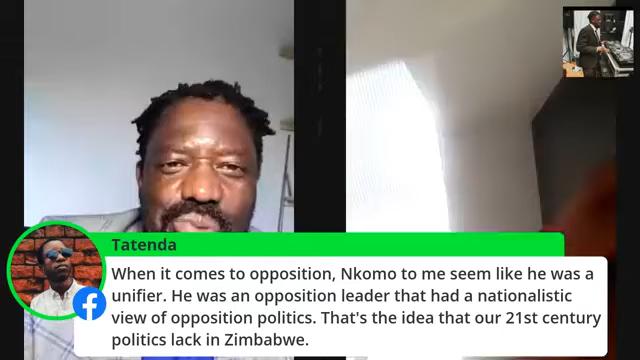 Tatenda
When it comes to opposition, Nkomo to me seem like he was a
unifier. He was an opposition leader that had a nationalistic
view of opposition politics. That's the idea that our 21st century
politics lack in Zimbabwe.